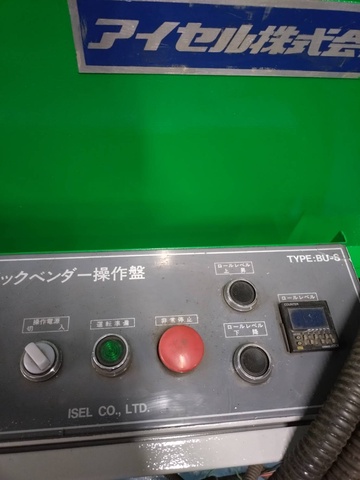 アイセル株式会
ックベンダー操作盤
TYPE:BU-6
ロールレベル
上昇
ロールレベル
操作電源
切 入
運転準備
非常停止
ロールレベル
下降
ISEL CO., LTD.